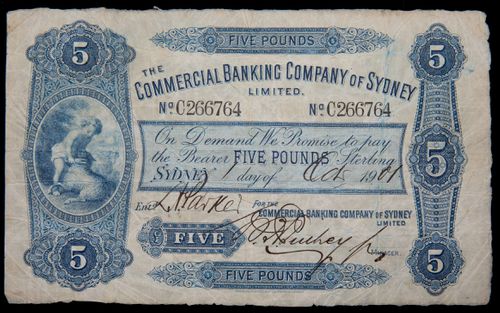 FIVE POUNDS
5 5
THE
COMMERCIAL BANKING COMPANY OF SYDNEY
LIMITED.
No. C266764 No. C266764
On Demand We Promise to pay
the Bearer FIVE POUNDS Sterling
SYDNEY 1 day of Oct 1901
5
FOR THE
Entd.
COMMERCIAL BANKING COMPANY OF SYDNEY
LIMITED
FIVE
MANAGER.
5 5
FIVE POUNDS